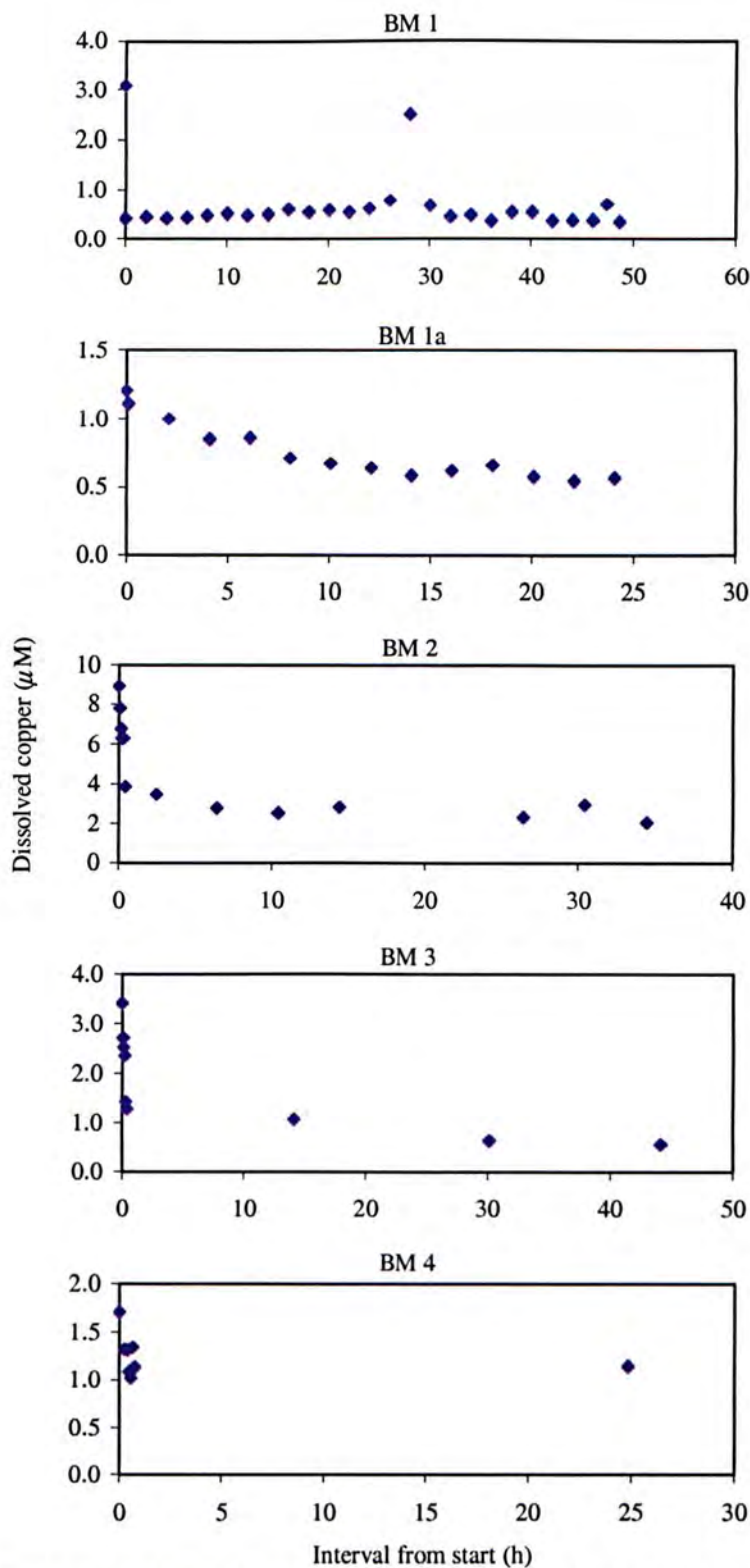 BM 1
4.0
3.0
2.0
1.0
0.0
0 10 20 30 40 50 60
BM 1a
1.5
1.0
0.5
0.0
0 5 10 15 20 25 30
Dissolved copper (μM)
BM 2
10
8
6
4
2
0
0 10 20 30 40
BM 3
4.0
3.0
2.0
1.0
0.0
0 10 20 30 40 50
BM 4
2.0
1.5
1.0
0.5
0.0
0 5 10 15 20 25 30
Interval from start (h)